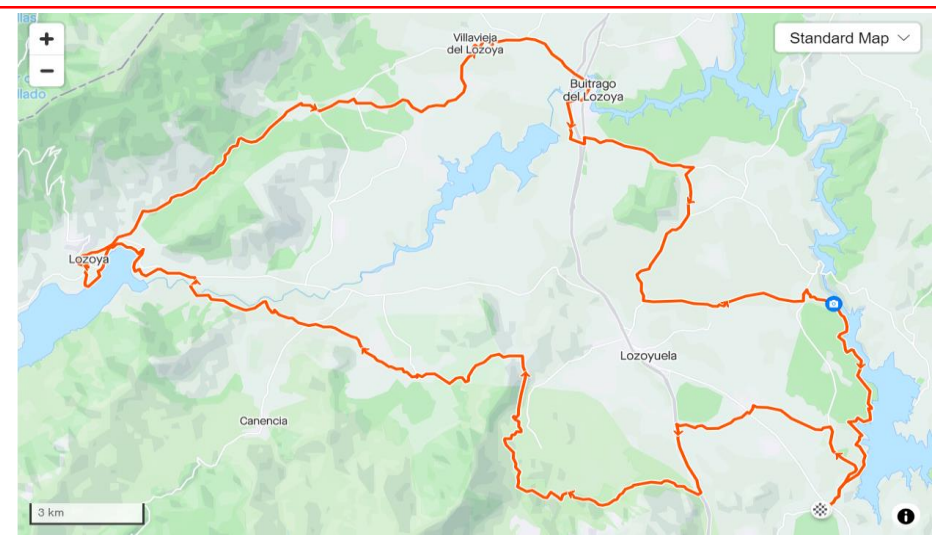 +
Standard Map
−
Villavieja
del Lozoya
Buitrago
del Lozoya
Lozoya
Lozoyuela
Canencia
3 km